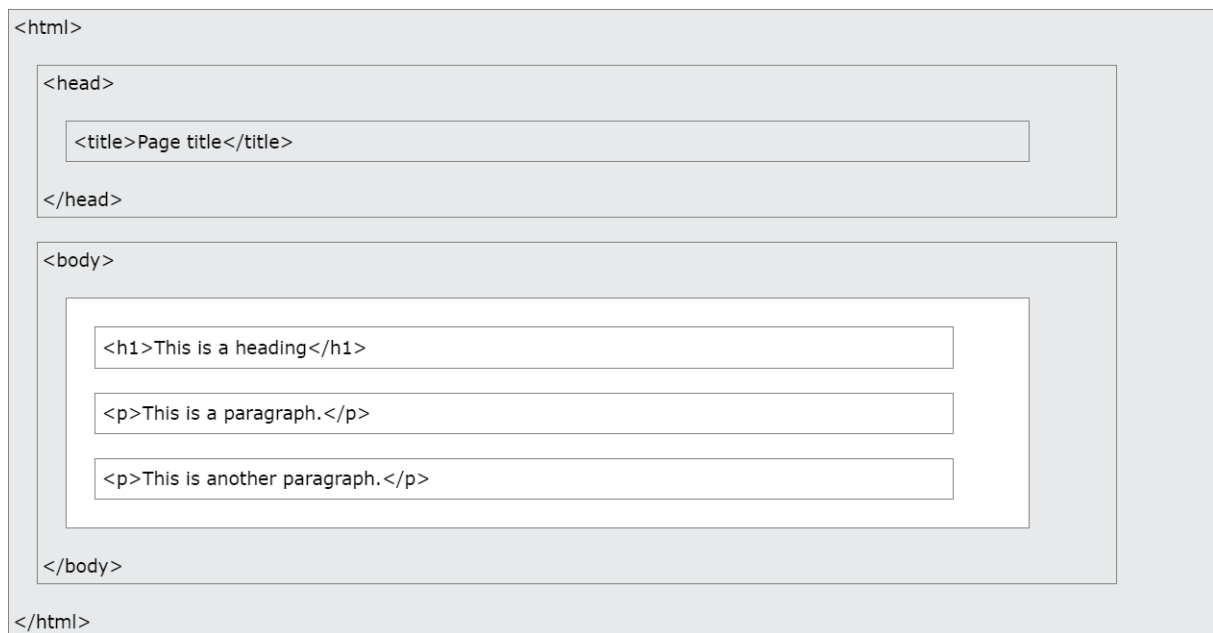 <html>
<head>
<title>Page title</title>
</head>
<body>
<h1>This is a heading</h1>
<p>This is a paragraph.</p>
<p>This is another paragraph.</p>
</body>
</html>